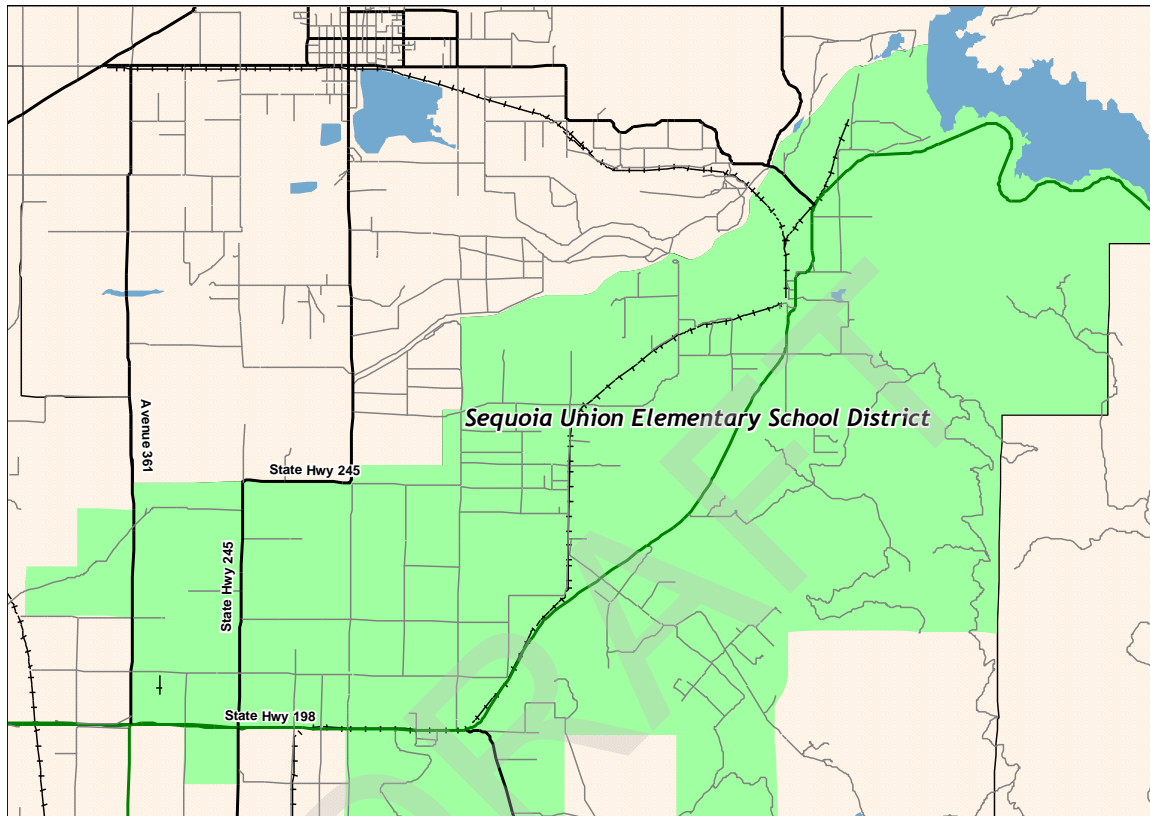 Sequoia Union Elementary School District
Avenue 361
State Hwy 245
State Hwy 245
State Hwy 198
DRAFT